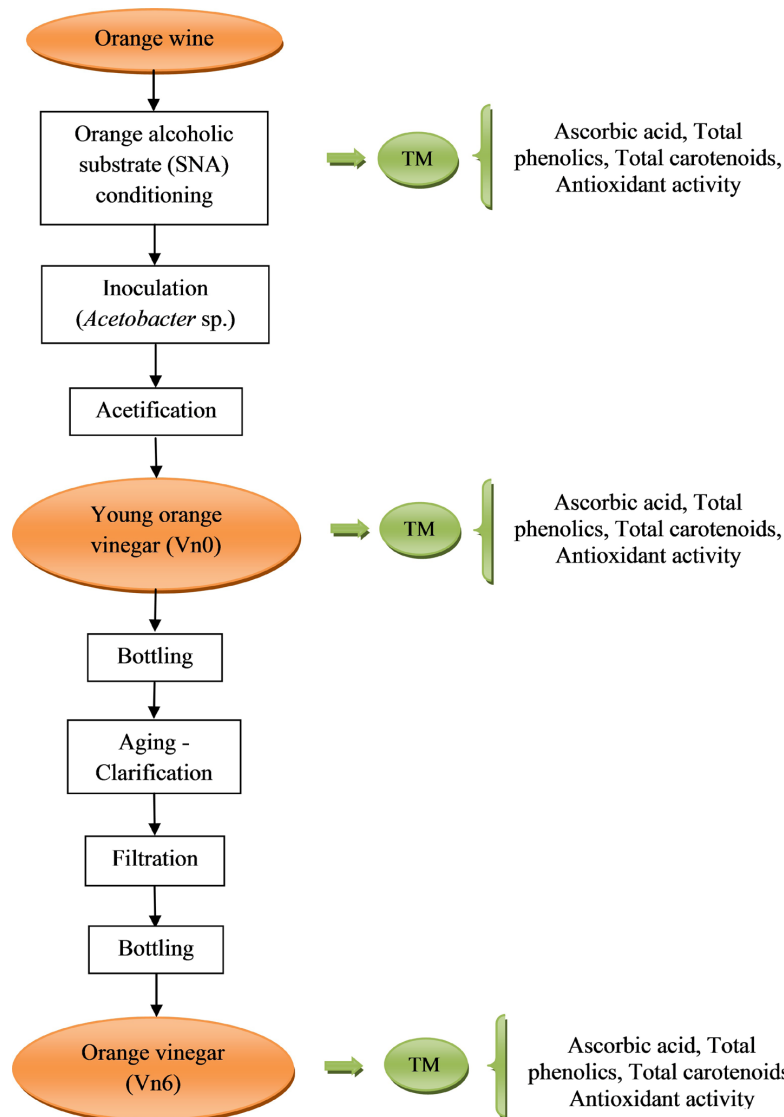 Orange wine
Orange alcoholic
substrate (SNA)
conditioning
TM
Ascorbic acid, Total
phenolics, Total carotenoids,
Antioxidant activity
Inoculation
(Acetobacter sp.)
Acetification
Young orange
vinegar (Vn0)
TM
Ascorbic acid, Total
phenolics, Total carotenoids,
Antioxidant activity
Bottling
Aging -
Clarification
Filtration
Bottling
Orange vinegar
(Vn6)
TM
Ascorbic acid, Total
phenolics, Total carotenoids
Antioxidant activity